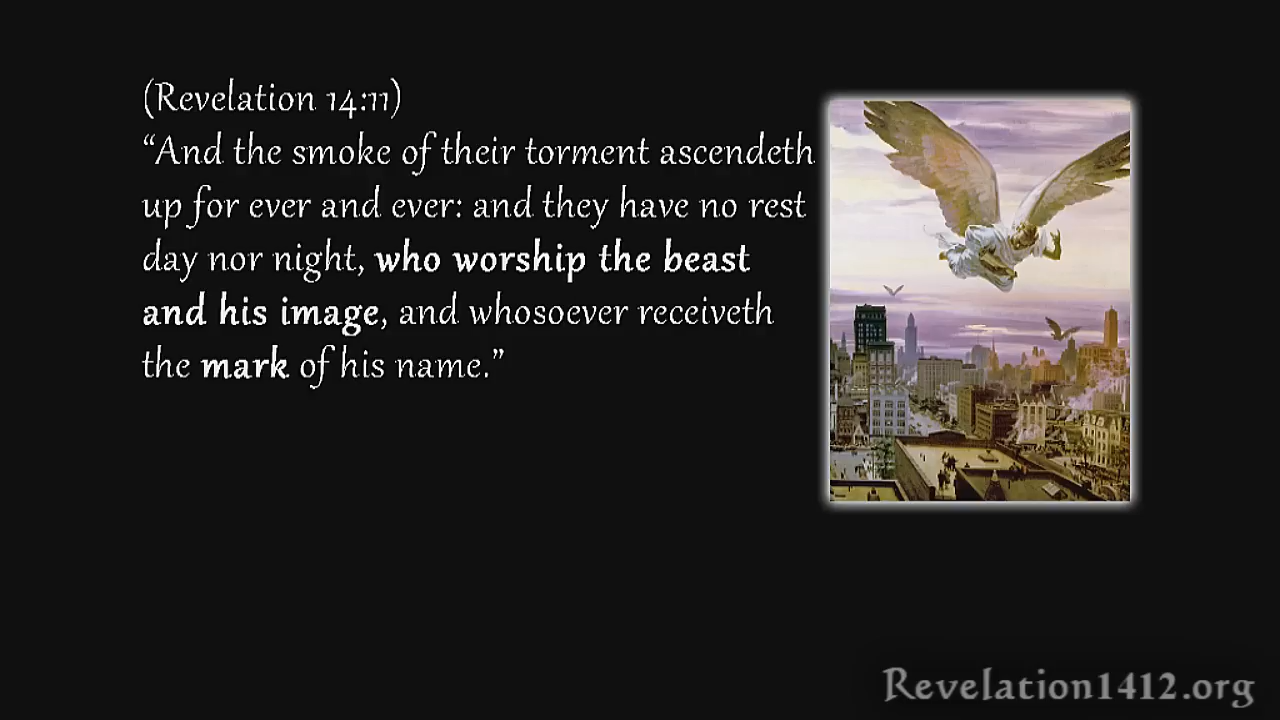 (Revelation 14:11)
“And the smoke of their torment ascendeth
up for ever and ever: and they have no rest
day nor night, who worship the beast
and his image, and whosoever receiveth
the mark of his name.”
Revelation1412.org